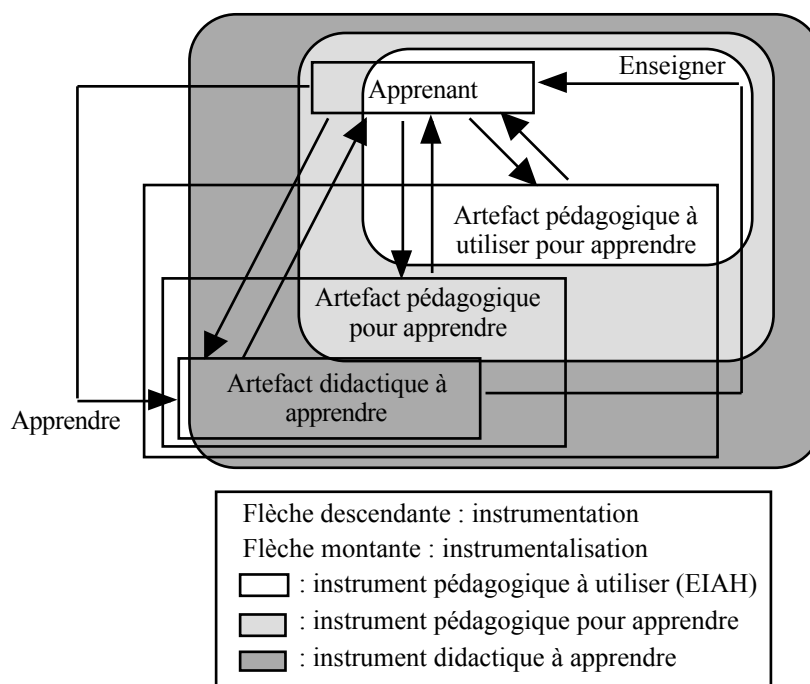 Enseigner
Apprenant
Artefact pédagogique à
utiliser pour apprendre
Artefact pédagogique
pour apprendre
Artefact didactique à
apprendre
Apprendre
Flèche descendante : instrumentation
Flèche montante : instrumentalisation
: instrument pédagogique à utiliser (EIAH)
: instrument pédagogique pour apprendre
: instrument didactique à apprendre